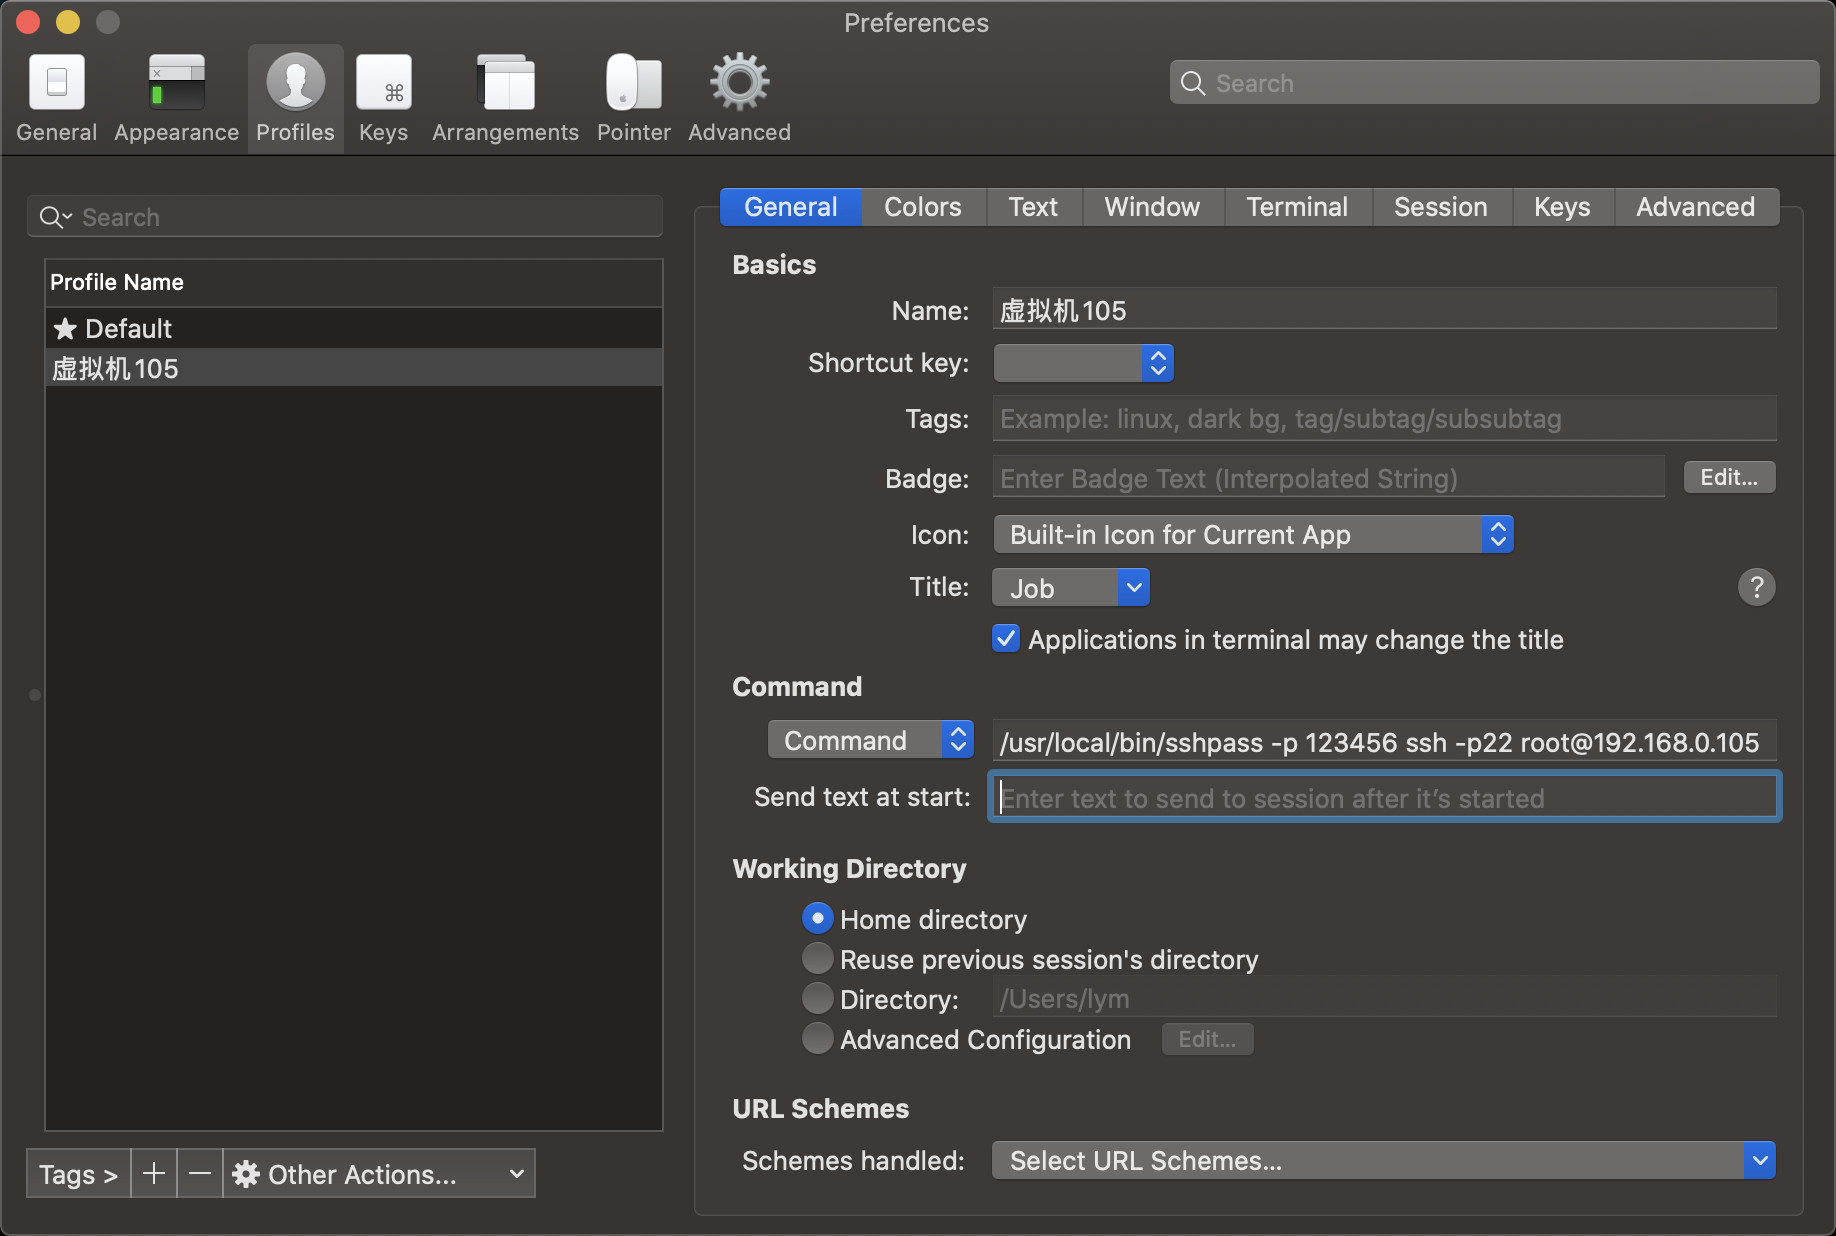 Preferences
General Appearance Profiles Keys Arrangements Pointer Advanced
Search
Search
Profile Name
Default
虚拟机105
General Colors Text Window Terminal Session Keys Advanced
Basics
Name: 虚拟机105
Shortcut key:
Tags: Example: linux, dark bg, tag/subtag/subsubtag
Badge: Enter Badge Text (Interpolated String) Edit...
Icon: Built-in Icon for Current App
Title: Job ?
Applications in terminal may change the title
Command
Command /usr/local/bin/sshpass -p 123456 ssh -p22 root@192.168.0.105
Send text at start: Enter text to send to session after it’s started
Working Directory
Home directory
Reuse previous session's directory
Directory: /Users/lym
Advanced Configuration Edit...
URL Schemes
Schemes handled: Select URL Schemes...
Tags > + — Other Actions...